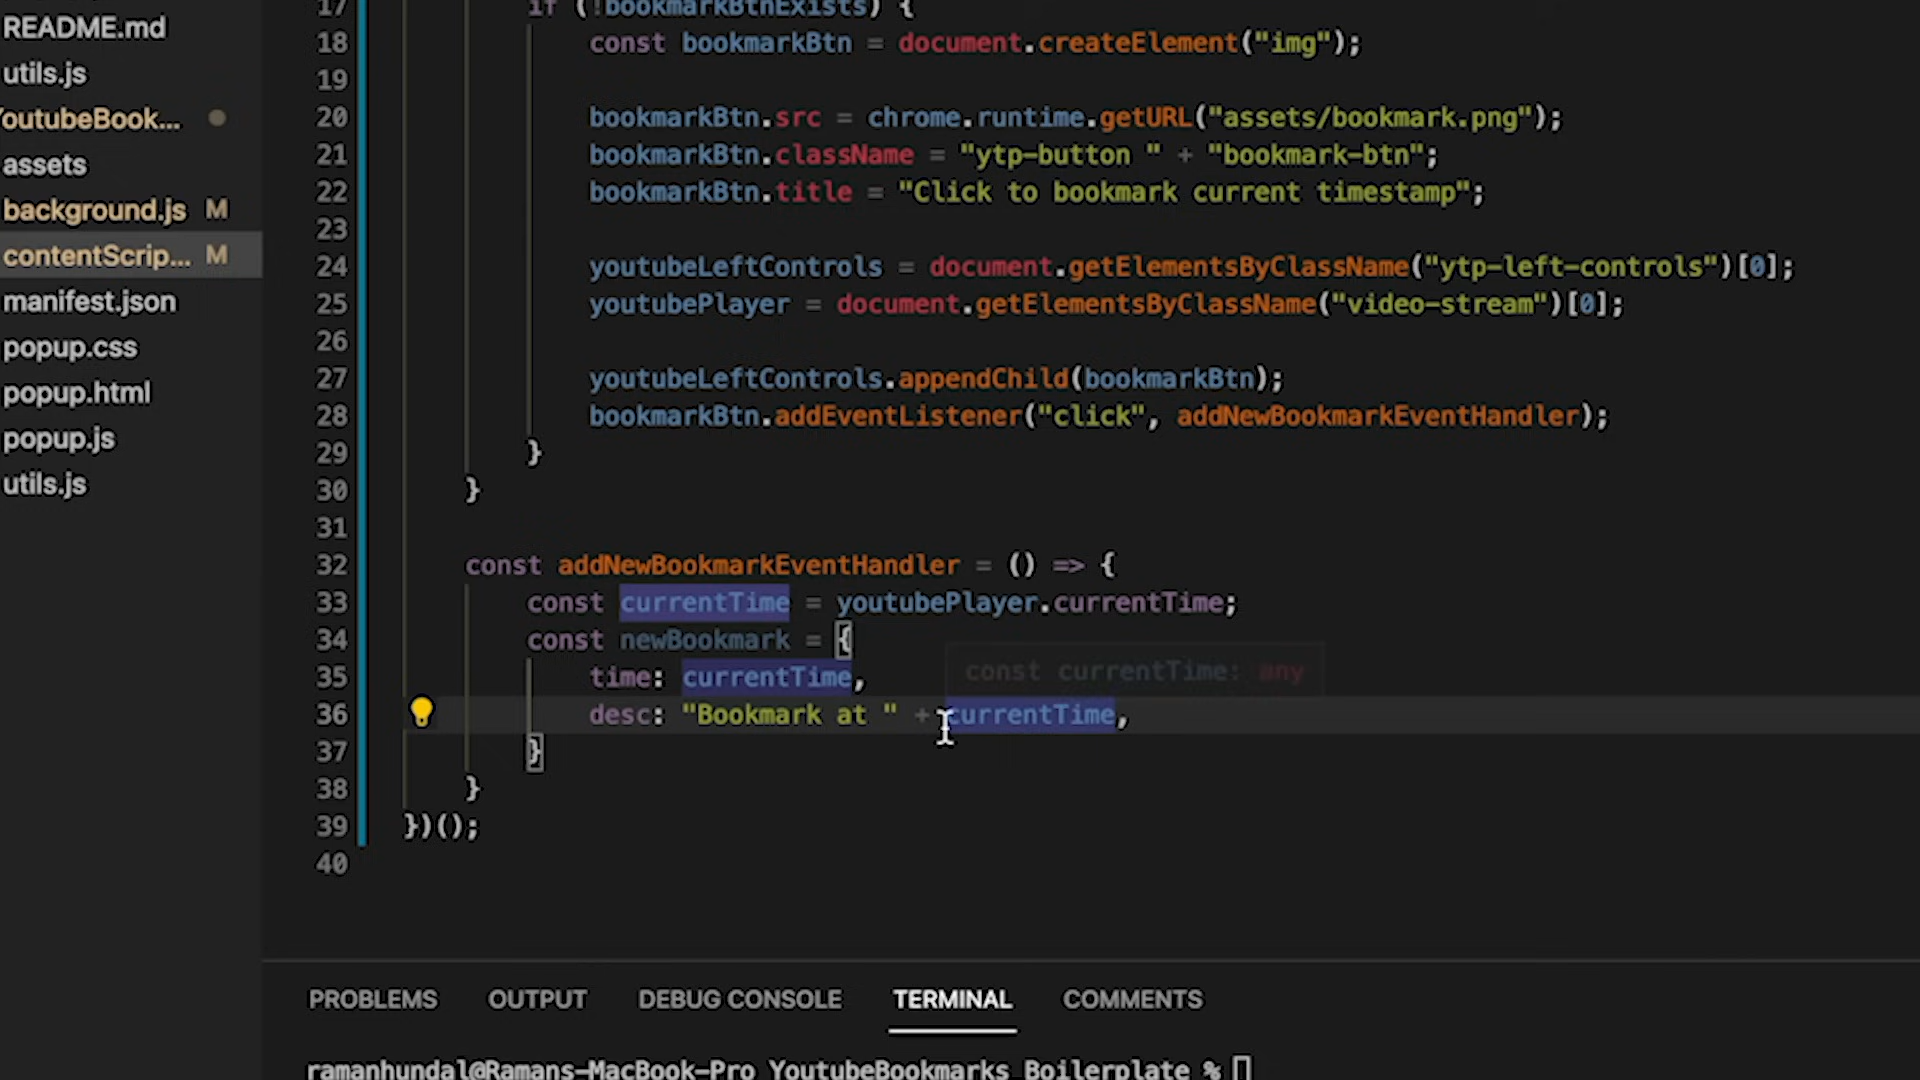 README.md
utils.js
YoutubeBook...
assets
background.js M
contentScrip... M
manifest.json
popup.css
popup.html
popup.js
utils.js
17 if (!bookmarkBtnExists) {
18 const bookmarkBtn = document.createElement("img");
19
20 bookmarkBtn.src = chrome.runtime.getURL("assets/bookmark.png");
21 bookmarkBtn.className = "ytp-button " + "bookmark-btn";
22 bookmarkBtn.title = "Click to bookmark current timestamp";
23
24 youtubeLeftControls = document.getElementsByClassName("ytp-left-controls")[0];
25 youtubePlayer = document.getElementsByClassName("video-stream")[0];
26
27 youtubeLeftControls.appendChild(bookmarkBtn);
28 bookmarkBtn.addEventListener("click", addNewBookmarkEventHandler);
29 }
30 }
31
32 const addNewBookmarkEventHandler = () => {
33 const currentTime = youtubePlayer.currentTime;
34 const newBookmark = {
35 time: currentTime,
const currentTime: any
36 desc: "Bookmark at " + currentTime,
37 }
38 }
39 })();
40
PROBLEMS OUTPUT DEBUG CONSOLE TERMINAL COMMENTS
ramanhundal@Ramans-MacBook-Pro YoutubeBookmarks Boilerplate %